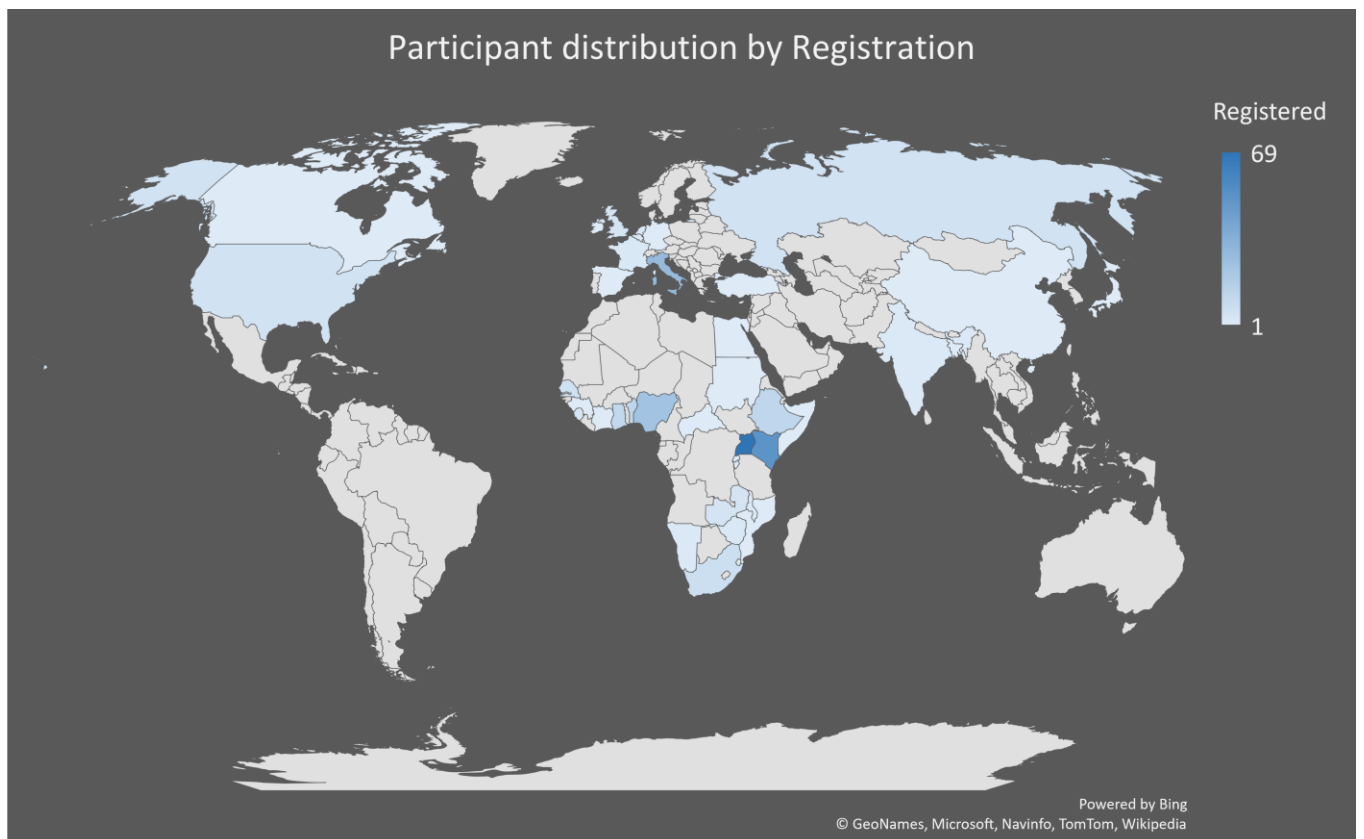 Participant distribution by Registration
Registered
69
1
Powered by Bing
© GeoNames, Microsoft, Navinfo, TomTom, Wikipedia